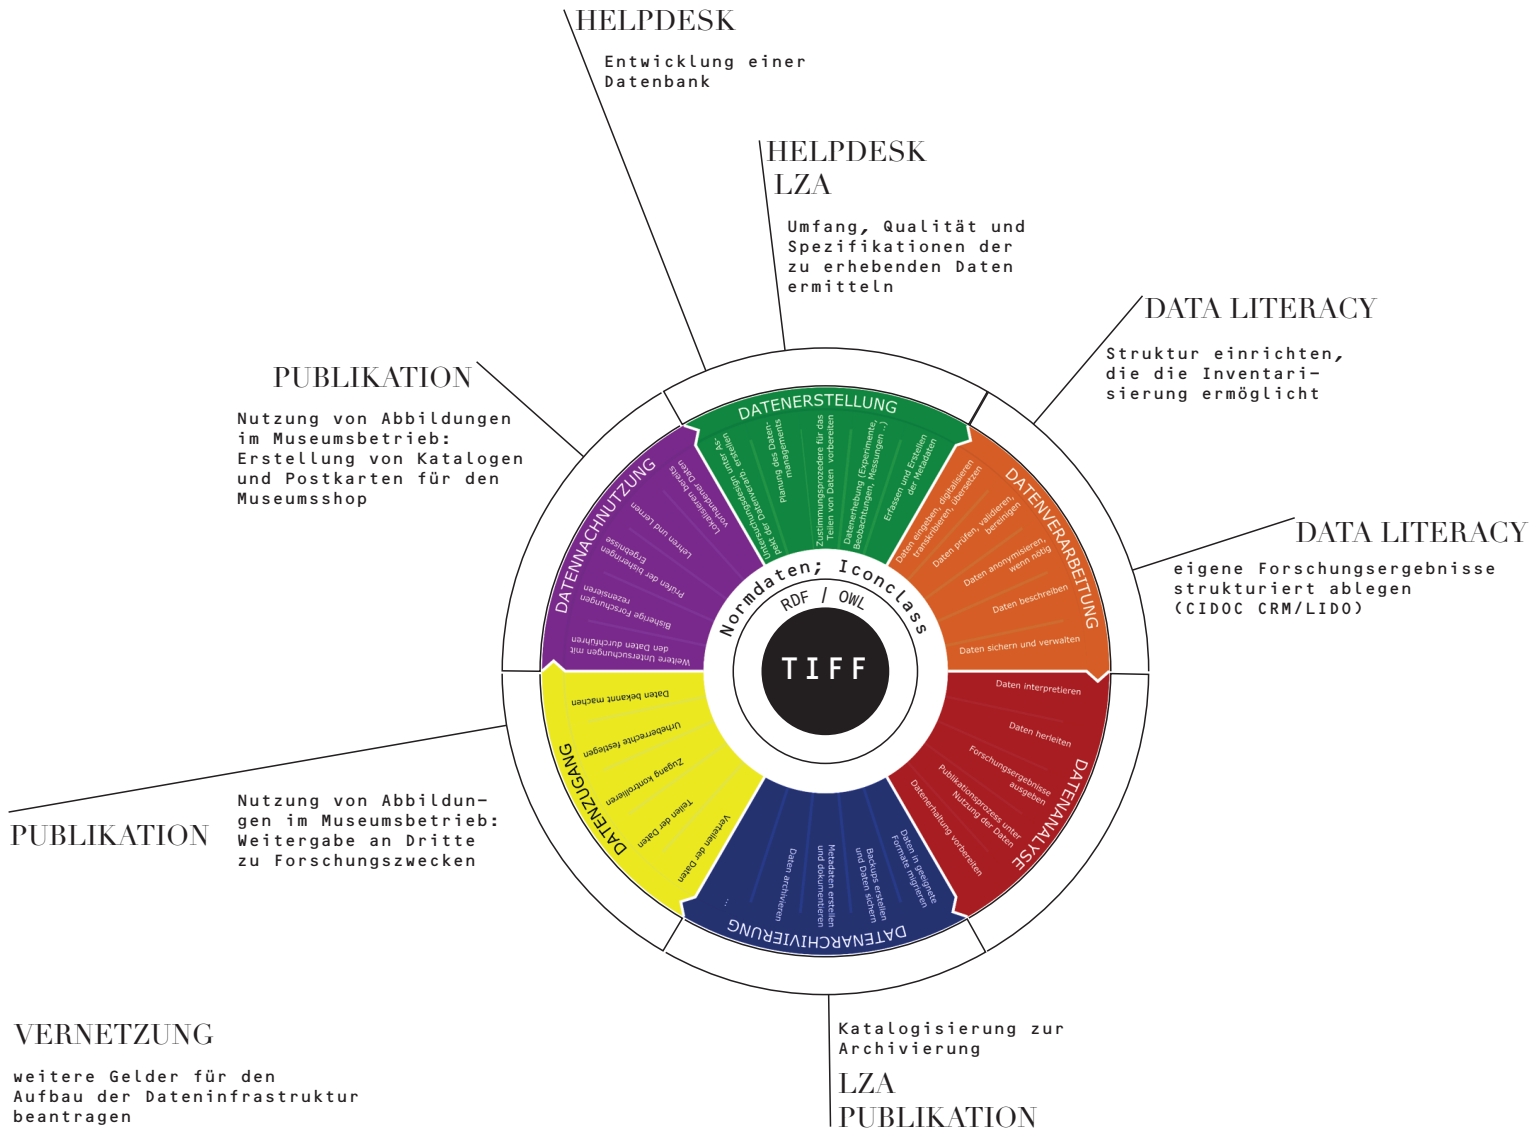 HELPDESK
Entwicklung einer
Datenbank
HELPDESK
LZA
Umfang, Qualität und
Spezifikationen der
zu erhebenden Daten
ermitteln
DATA LITERACY
Struktur einrichten,
die die Inventari-
sierung ermöglicht
DATA LITERACY
eigene Forschungsergebnisse
strukturiert ablegen
(CIDOC CRM/LIDO)
PUBLIKATION
Nutzung von Abbildungen
im Museumsbetrieb:
Erstellung von Katalogen
und Postkarten für den
Museumsshop
DATENERSTELLUNG
Untersuchungsdesign unter As-
pekt der Datenverarb. erstellen
Planung des Daten-
managements
Zustimmungsprozedere für das
Teilen von Daten vorbereiten
Datenerhebung (Experimente,
Beobachtungen, Messungen ..)
Erfassen und Erstellen
der Metadaten
DATENVERARBEITUNG
Daten eingeben, digitalisieren
transkribieren, übersetzen
Daten prüfen, validieren,
bereinigen
Daten anonymisieren,
wenn nötig
Daten beschreiben
Daten sichern und verwalten
DATENANALYSE
Daten interpretieren
Daten herleiten
Forschungsergebnisse
ausgeben
Publikationsprozess unter
Nutzung der Daten
Datenerhaltung vorbereiten
DATENARCHIVIERUNG
Daten in geeignete
Formate migrieren
Backups erstellen
und Daten sichern
Metadaten erstellen
und dokumentieren
Daten archivieren
...
DATENZUGANG
Verteilen der Daten
Teilen der Daten
Zugang kontrollieren
Urheberrechte festlegen
Daten bekannt machen
DATENNACHNUTZUNG
Weitere Untersuchungen mit
den Daten durchführen
Bisherige Forschungen
rezensieren
Prüfen der bisherigen
Ergebnisse
Lehren und Lernen
Lokalisieren bereits
vorhandener Daten
Normdaten; Iconclass
RDF / OWL
TIFF
PUBLIKATION
Nutzung von Abbildun-
gen im Museumsbetrieb:
Weitergabe an Dritte
zu Forschungszwecken
VERNETZUNG
weitere Gelder für den
Aufbau der Dateninfrastruktur
beantragen
Katalogisierung zur
Archivierung
LZA
PUBLIKATION